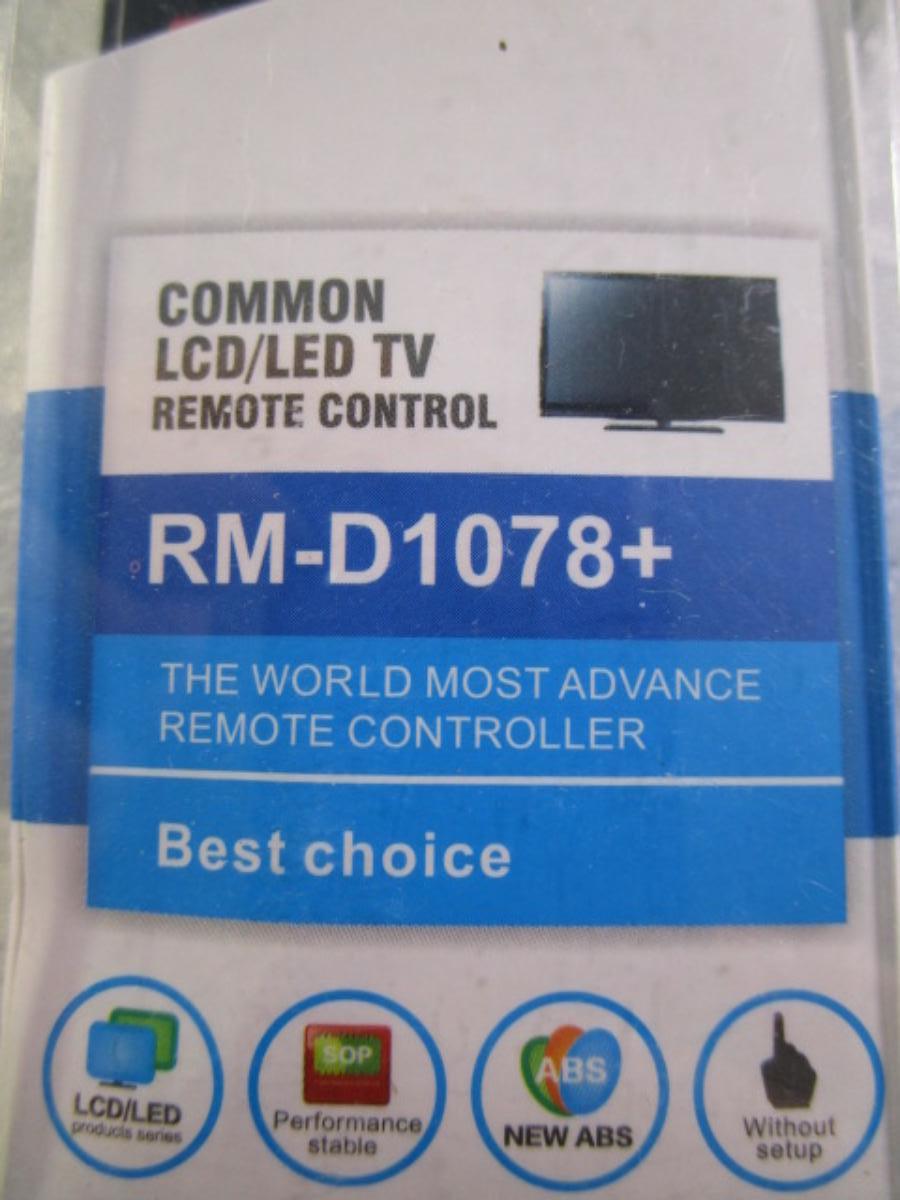 COMMON
LCD/LED TV
REMOTE CONTROL
RM-D1078+
THE WORLD MOST ADVANCE
REMOTE CONTROLLER
Best choice
LCD/LED
products series
SOP
Performance
stable
ABS
NEW ABS
Without
setup